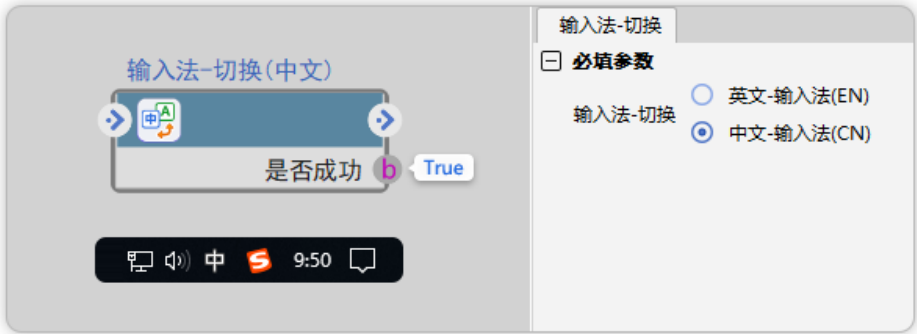 输入法-切换(中文)
是否成功 b True
中 S 9:50
输入法-切换
必填参数
输入法-切换
英文-输入法(EN)
中文-输入法(CN)